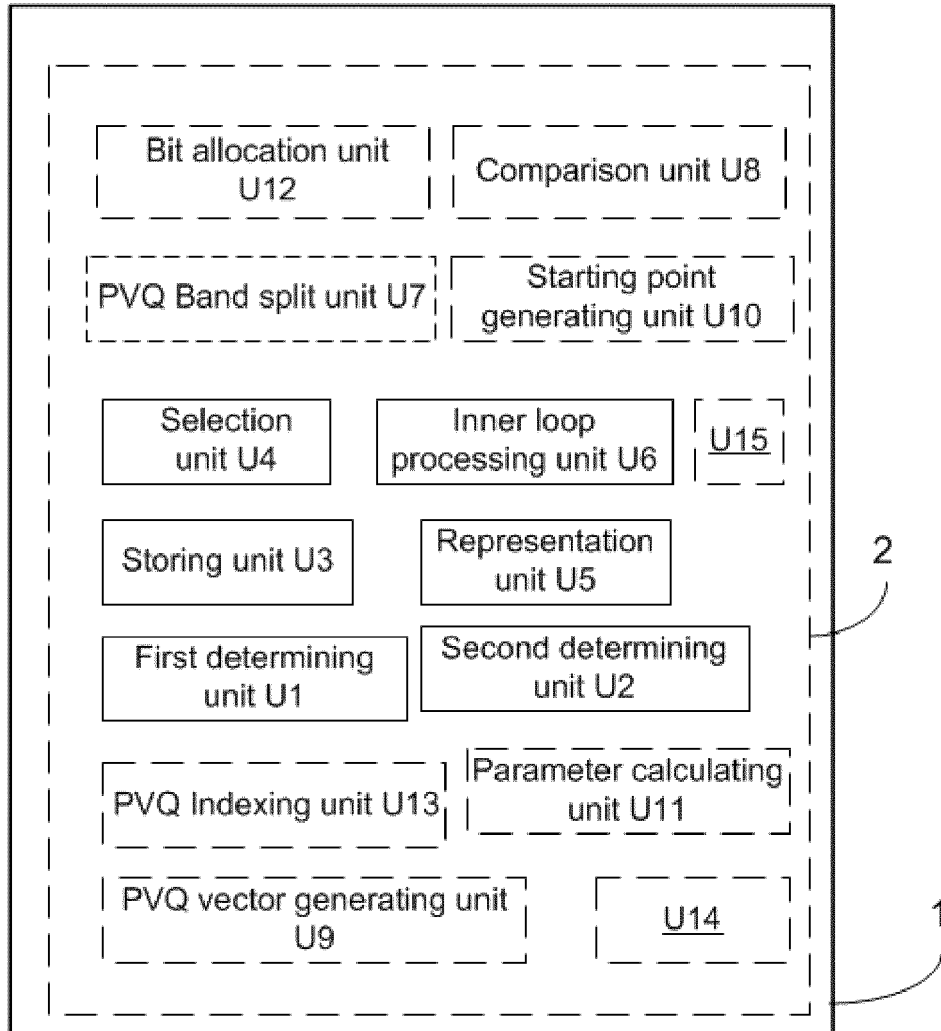 Bit allocation unit
U12
Comparison unit U8
PVQ Band split unit U7
Starting point
generating unit U10
Selection
unit U4
Inner loop
processing unit U6
U15
Storing unit U3
Representation
unit U5
2
First determining
unit U1
Second determining
unit U2
PVQ Indexing unit U13
Parameter calculating
unit U11
PVQ vector generating unit
U9
U14
1